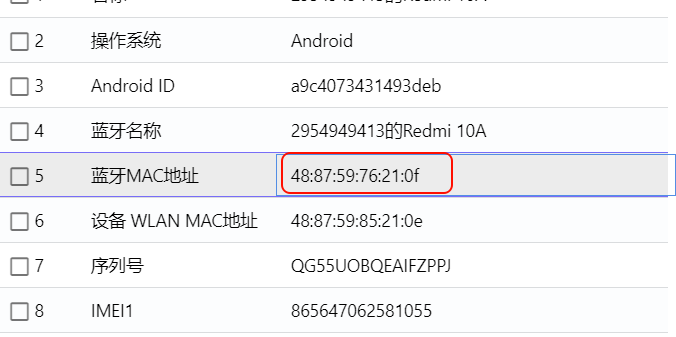 2 操作系统 Android
3 Android ID a9c4073431493deb
4 蓝牙名称 2954949413的Redmi 10A
5 蓝牙MAC地址 48:87:59:76:21:0f
6 设备 WLAN MAC地址 48:87:59:85:21:0e
7 序列号 QG55UOBQEAIFZPPJ
8 IMEI1 865647062581055